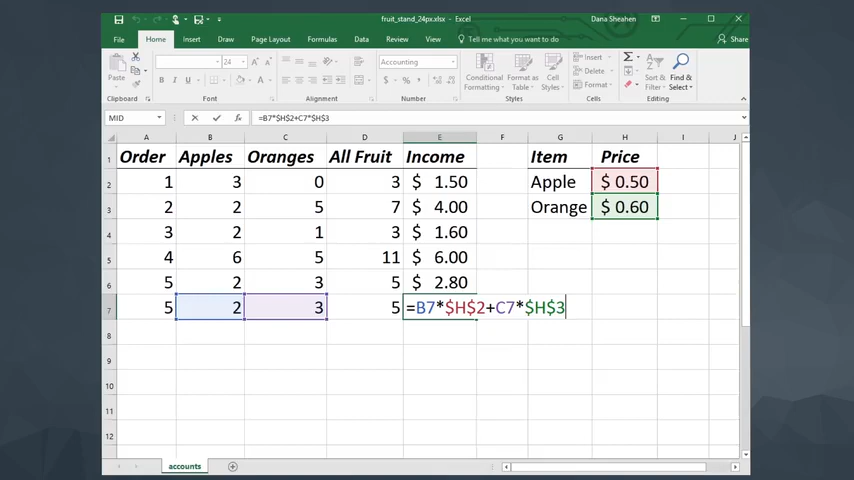 fruit_stand_24px.xlsx - Excel
Dana Sheahen
File Home Insert Draw Page Layout Formulas Data Review View Tell me what you want to do Share
Paste
24
Accounting
Conditional Formatting
Format as Table
Cell Styles
Insert
Delete
Format
Sort & Filter
Find & Select
Clipboard Font Alignment Number Styles Cells Editing
MID =B7*$H$2+C7*$H$3
A B C D E F G H I J
1 Order Apples Oranges All Fruit Income Item Price
2 1 3 0 3 $ 1.50 Apple $ 0.50
3 2 2 5 7 $ 4.00 Orange $ 0.60
4 3 2 1 3 $ 1.60
5 4 6 5 11 $ 6.00
6 5 2 3 5 $ 2.80
7 5 2 3 5 =B7*$H$2+C7*$H$3
8
9
10
11
12
accounts